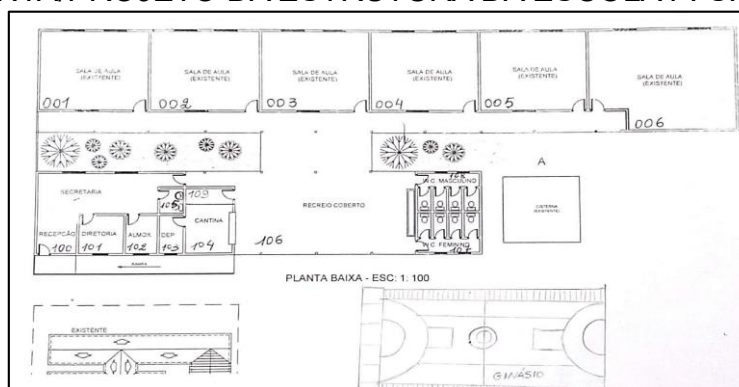 SALA DE AULA
(EXISTENTE)
001
SALA DE AULA
(EXISTENTE)
002
SALA DE AULA
(EXISTENTE)
003
SALA DE AULA
(EXISTENTE)
004
SALA DE AULA
(EXISTENTE)
005
SALA DE AULA
(EXISTENTE)
006
SECRETARIA
105
109
CANTINA
104
RECEPÇÃO
100
DIRETORIA
101
ALMOX.
102
DEP.
103
106
RECREIO COBERTO
W.C. MASCULINO
108
W.C. FEMININO
107
A
CISTERNA
EXISTENTE
RAMPA
PLANTA BAIXA - ESC: 1: 100
EXISTENTE
GINÁSIO